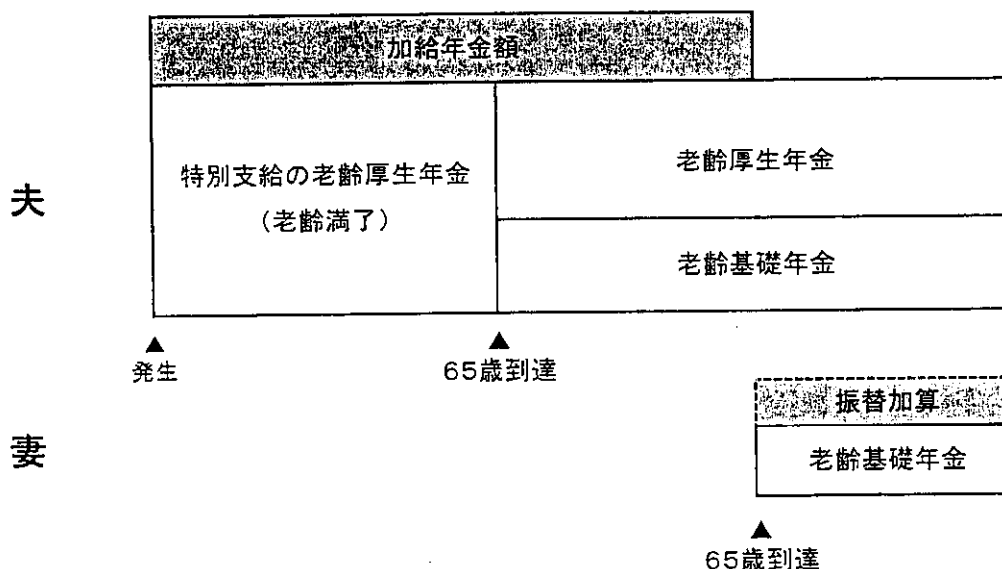 加給年金額
夫
特別支給の老齢厚生年金
(老齢満了)
老齢厚生年金
老齢基礎年金
▲
発生
▲
65歳到達
妻
振替加算
老齢基礎年金
▲
65歳到達